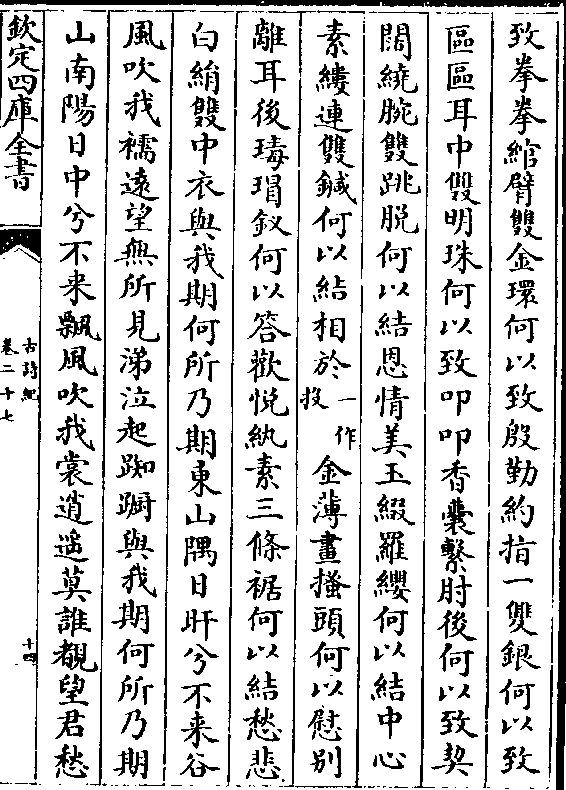 致拳拳綰臂雙金環何以致殷勤約指一雙銀何以致
區區耳中雙明珠何以致叩叩香囊繫肘後何以致契
闊繞腕雙跳脱何以結恩情美玉綴羅纓何以結中心
素縷連雙鍼何以結相於一作投金薄畫搔頭何以慰别
離耳後瑇瑁釵何以答歡悦紈素三條裾何以結愁悲
白絹雙中衣與我期何所乃期東山隅日旰兮不来谷
風吹我襦遠望無所見涕泣起踟蹰與我期何所乃期
山南陽日中兮不来飄風吹我裳逍遥莫誰覩望君愁
欽定四庫全書
古詩紀
卷二十七
十四